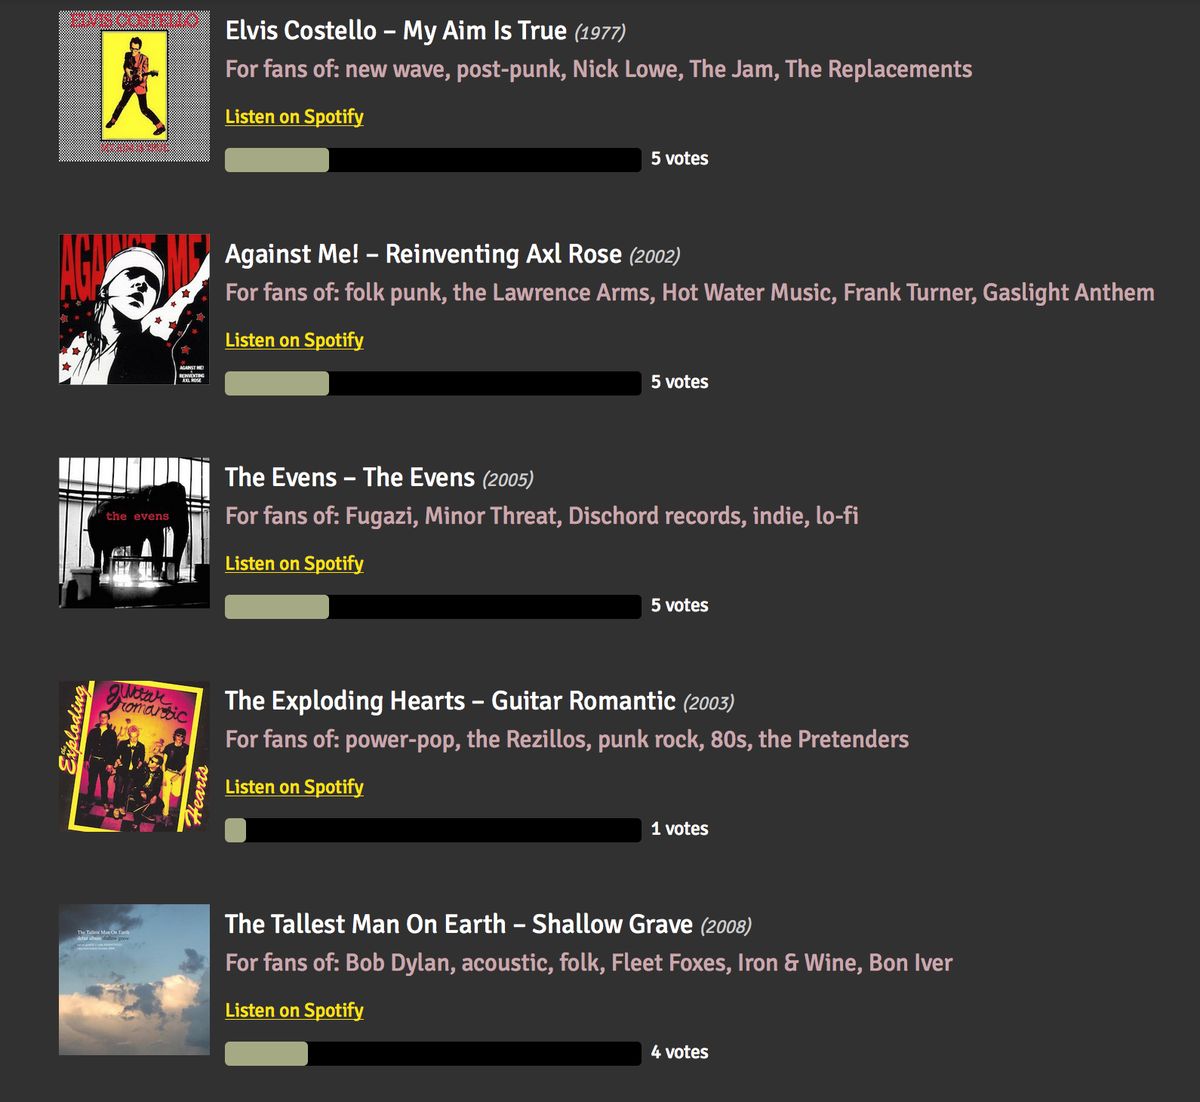 ELVIS COSTELLO
MY AIM IS TRUE
Elvis Costello – My Aim Is True (1977)
For fans of: new wave, post-punk, Nick Lowe, The Jam, The Replacements
Listen on Spotify
5 votes
AGAINST ME!
AGAINST ME!
REINVENTING
AXL ROSE
Against Me! – Reinventing Axl Rose (2002)
For fans of: folk punk, the Lawrence Arms, Hot Water Music, Frank Turner, Gaslight Anthem
Listen on Spotify
5 votes
the evens
The Evens – The Evens (2005)
For fans of: Fugazi, Minor Threat, Dischord records, indie, lo-fi
Listen on Spotify
5 votes
the Exploding
guitar
romantic
Hearts
The Exploding Hearts – Guitar Romantic (2003)
For fans of: power-pop, the Rezillos, punk rock, 80s, the Pretenders
Listen on Spotify
1 votes
The Tallest Man On Earth
debut album shallow grave
The Tallest Man On Earth – Shallow Grave (2008)
For fans of: Bob Dylan, acoustic, folk, Fleet Foxes, Iron & Wine, Bon Iver
Listen on Spotify
4 votes